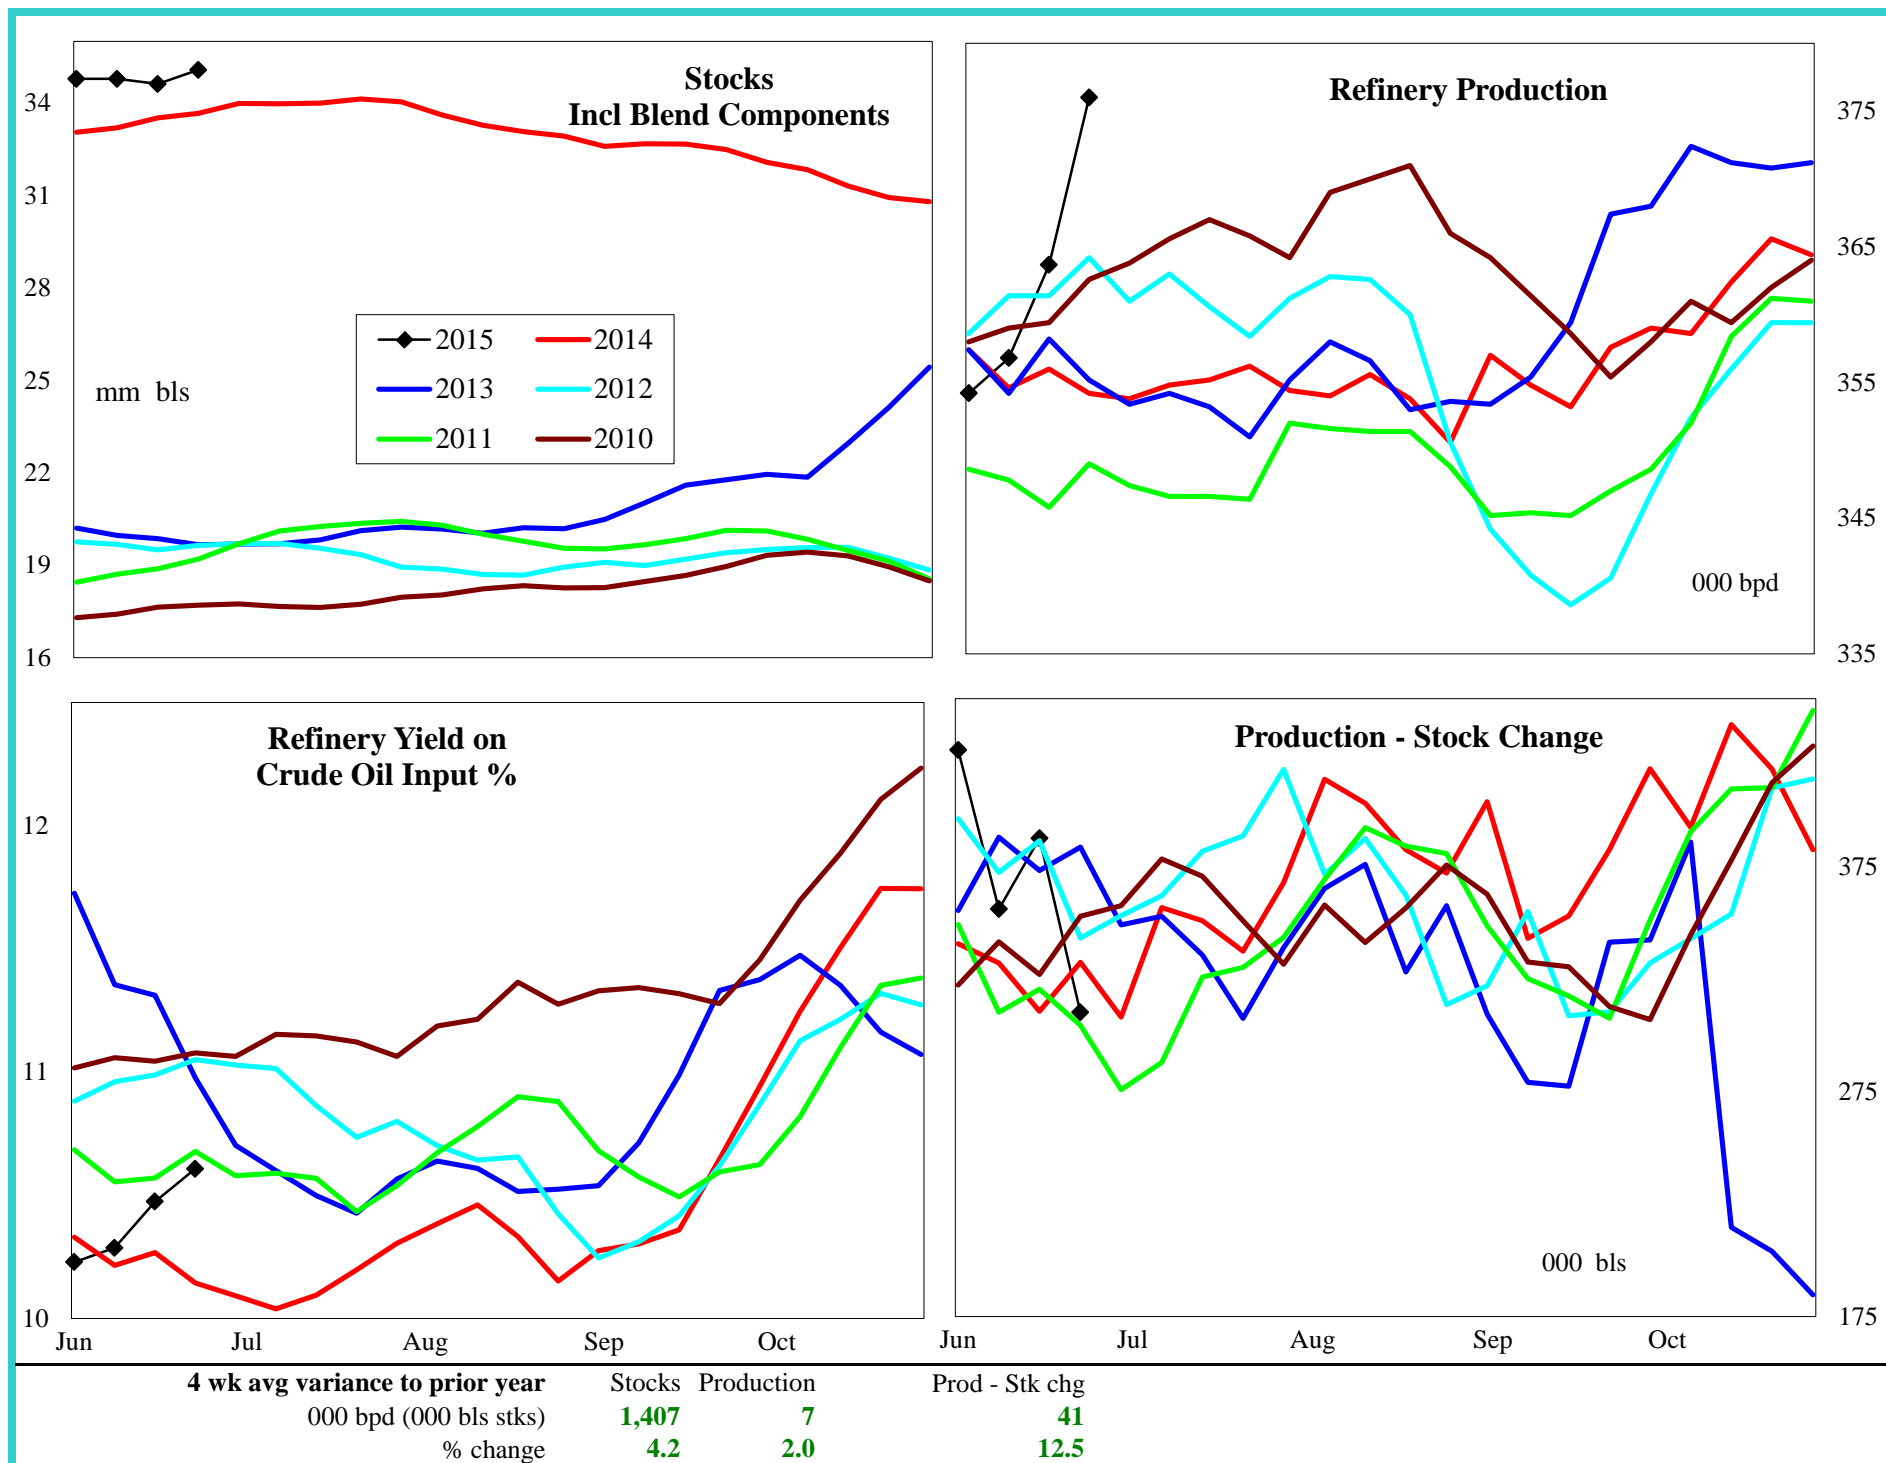 Stocks
Incl Blend Components
34
31
28
25
22
19
16
mm bls
2015 2014
2013 2012
2011 2010
Refinery Production
375
365
355
345
335
000 bpd
Refinery Yield on
Crude Oil Input %
12
11
10
Jun Jul Aug Sep Oct
Production - Stock Change
375
275
175
000 bls
Jun Jul Aug Sep Oct
4 wk avg variance to prior year Stocks Production Prod - Stk chg
000 bpd (000 bls stks) 1,407 7 41
% change 4.2 2.0 12.5